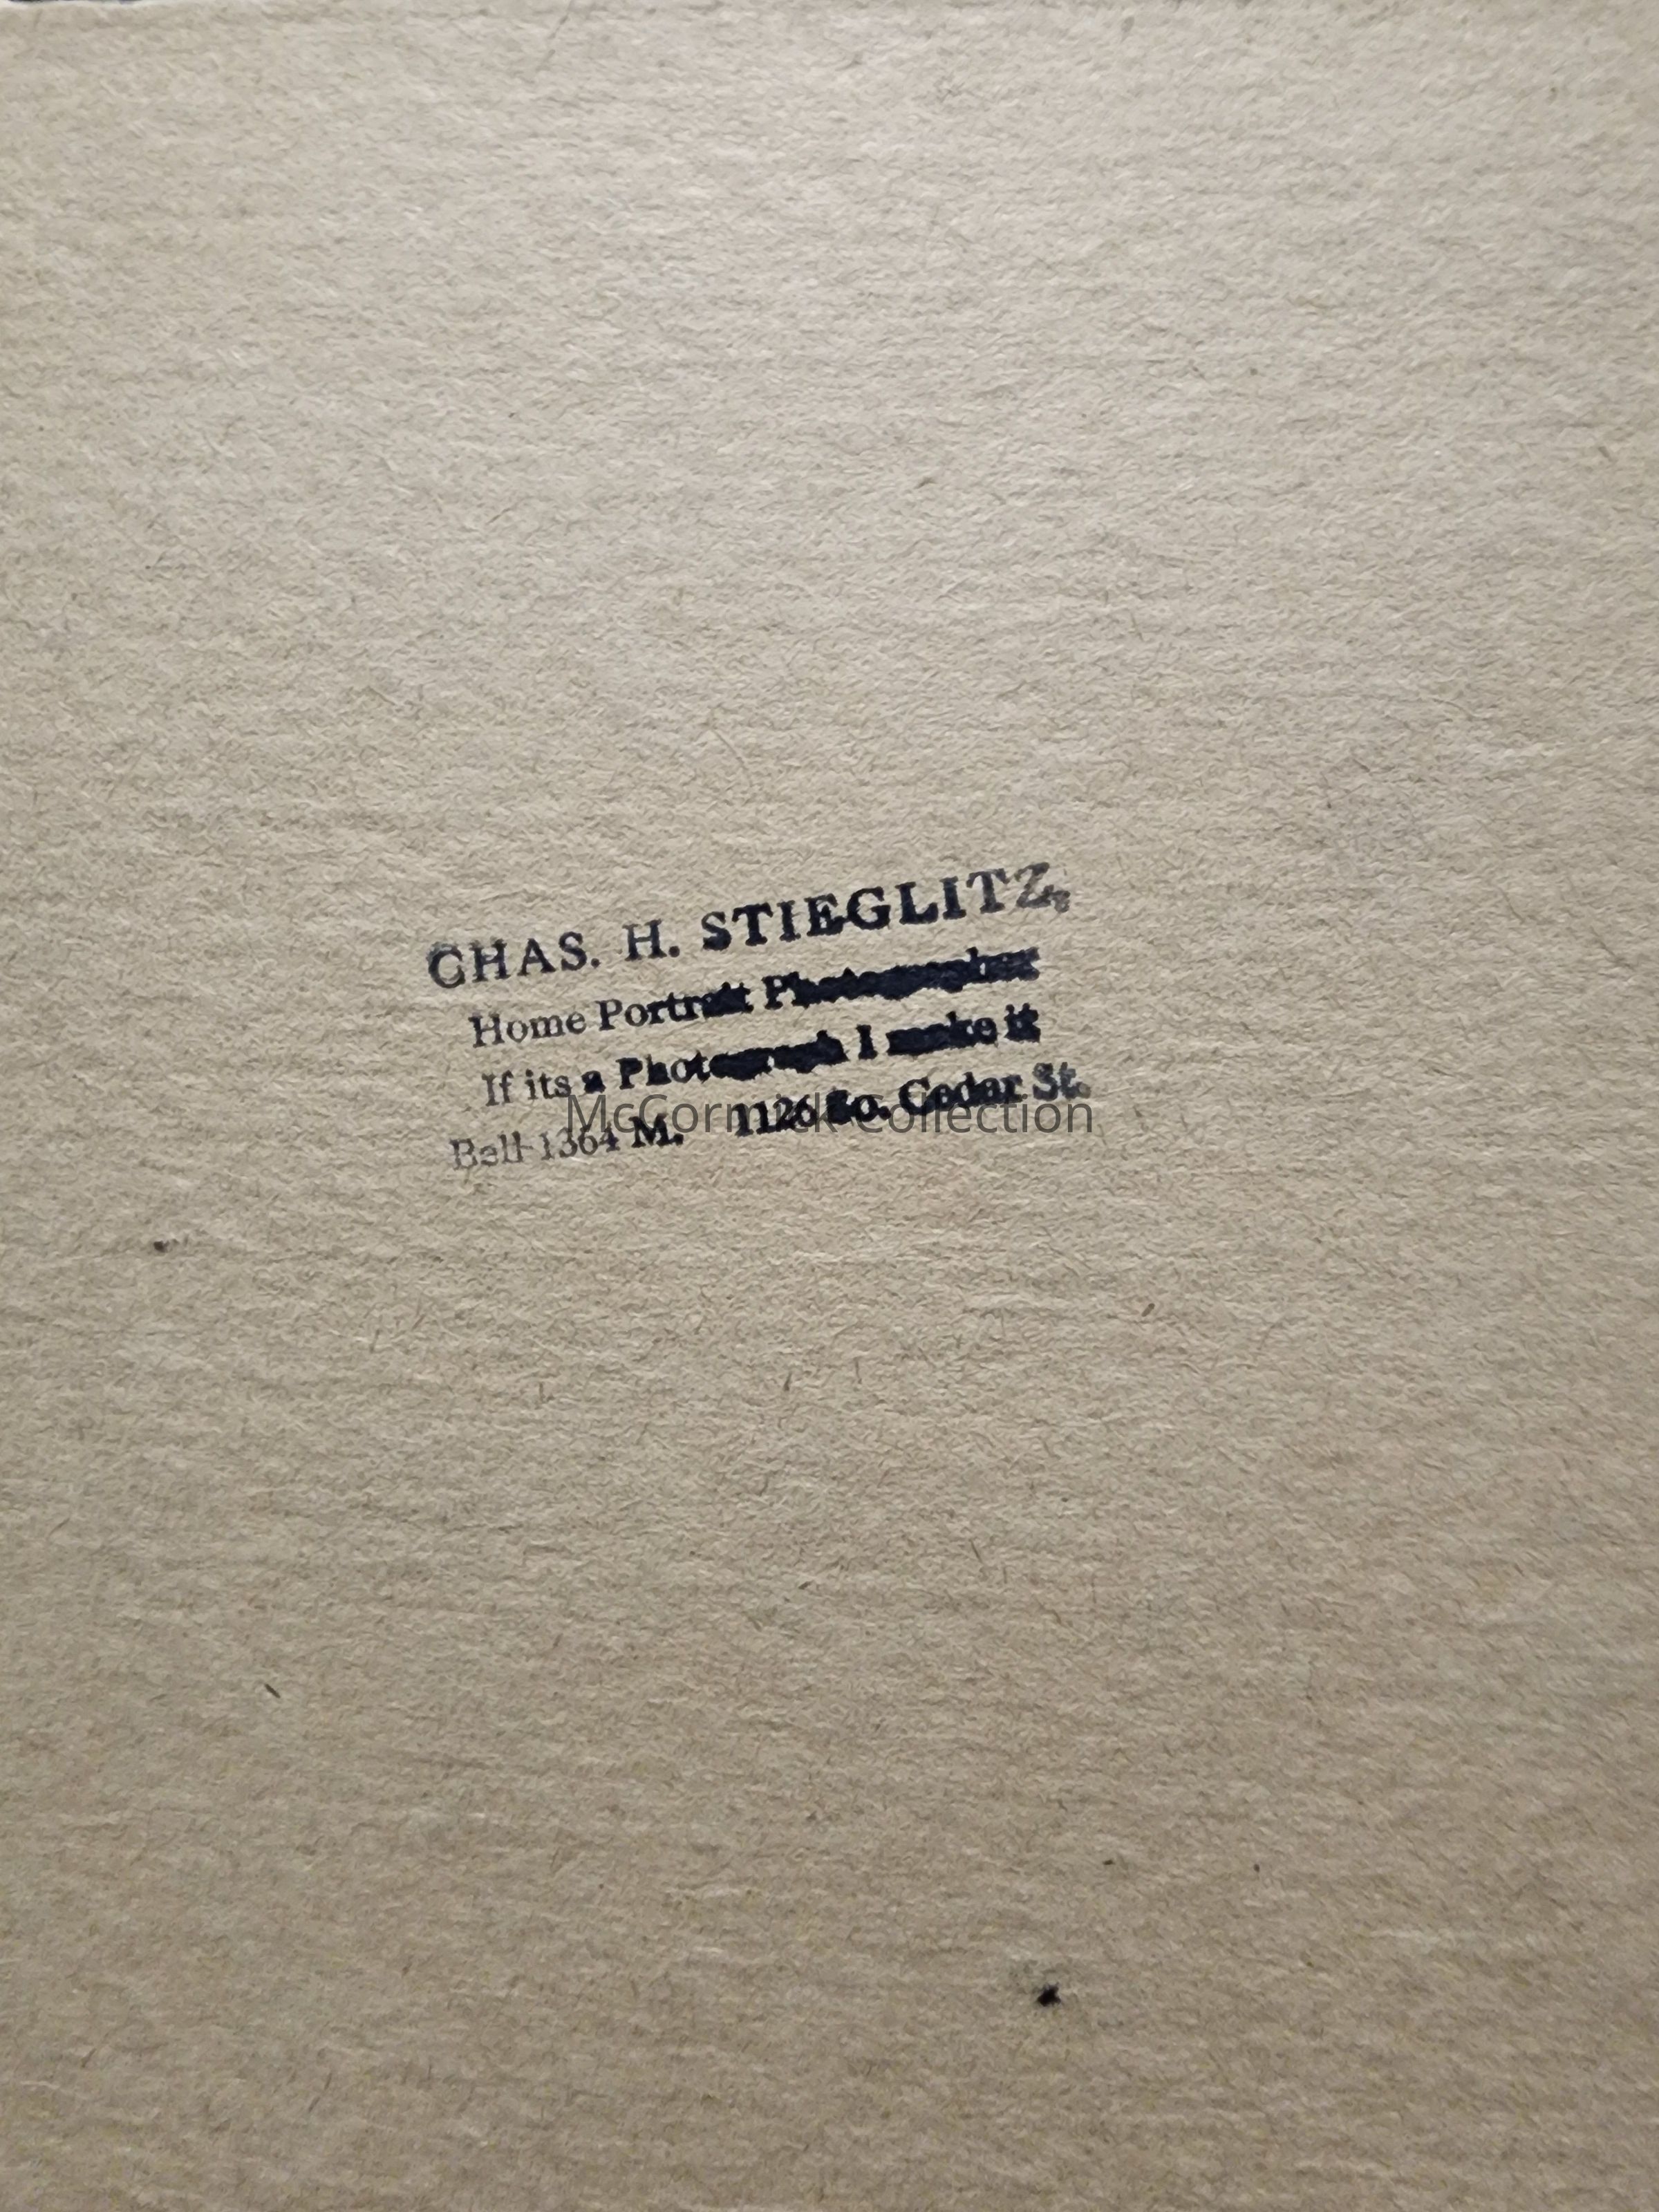 CHAS. H. STIEGLITZ,
Home Portrait Photographer
If its a Photograph I make it
Bell 1364 M. 1126 So. Cedar St.
McCormick Collection